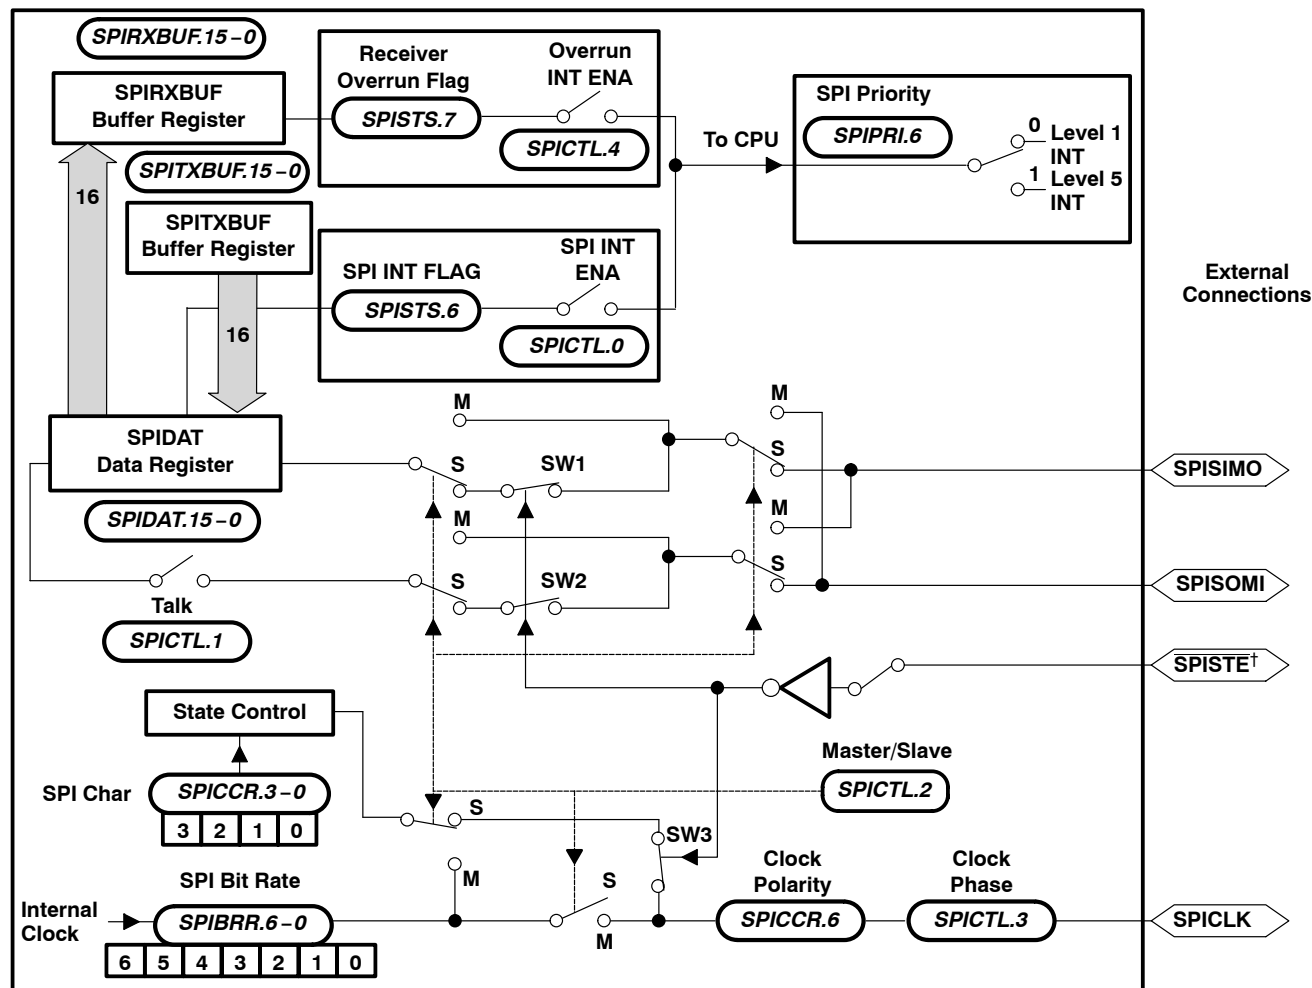 SPIRXBUF.15–0
SPIRXBUF
Buffer Register
Receiver
Overrun Flag
SPISTS.7
Overrun
INT ENA
SPICTL.4
To CPU
SPI Priority
SPIPRI.6
0
Level 1
INT
1
Level 5
INT
SPITXBUF.15–0
16
SPITXBUF
Buffer Register
16
SPI INT FLAG
SPISTS.6
SPI INT
ENA
SPICTL.0
External
Connections
SPIDAT
Data Register
SPIDAT.15–0
M
S
SW1
M
S
SPISIMO
M
S
SW2
M
S
SPISOMI
Talk
SPICTL.1
SPISTE†
State Control
Master/Slave
SPICTL.2
SPI Char
SPICCR.3–0
3 2 1 0
S
M
SW3
SPI Bit Rate
Internal
Clock
SPIBRR.6–0
6 5 4 3 2 1 0
S
M
Clock
Polarity
SPICCR.6
Clock
Phase
SPICTL.3
SPICLK